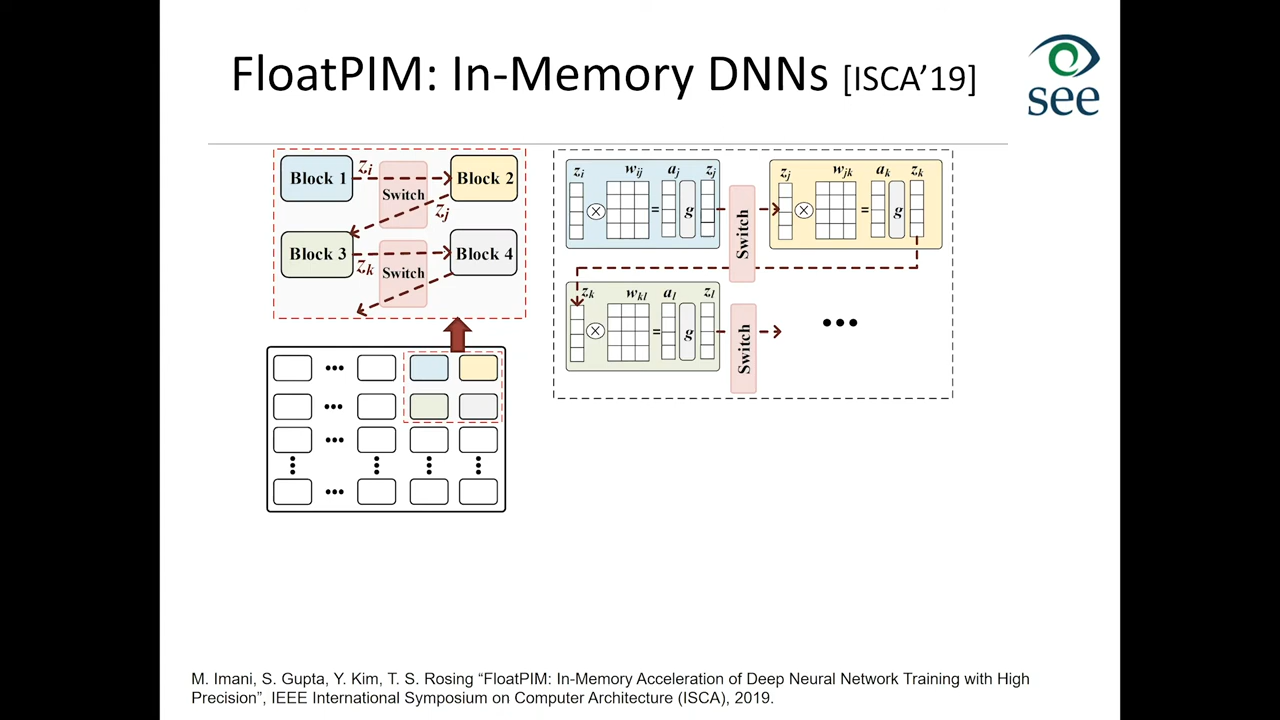 FloatPIM: In-Memory DNNs [ISCA’19]
see
Block 1
zi
Switch
Block 2
zj
Block 3
zk
Switch
Block 4
zi wij aj zj
= g
Switch
zj wjk ak zk
= g
zk wkl al zl
= g
Switch
M. Imani, S. Gupta, Y. Kim, T. S. Rosing “FloatPIM: In-Memory Acceleration of Deep Neural Network Training with High
Precision”, IEEE International Symposium on Computer Architecture (ISCA), 2019.